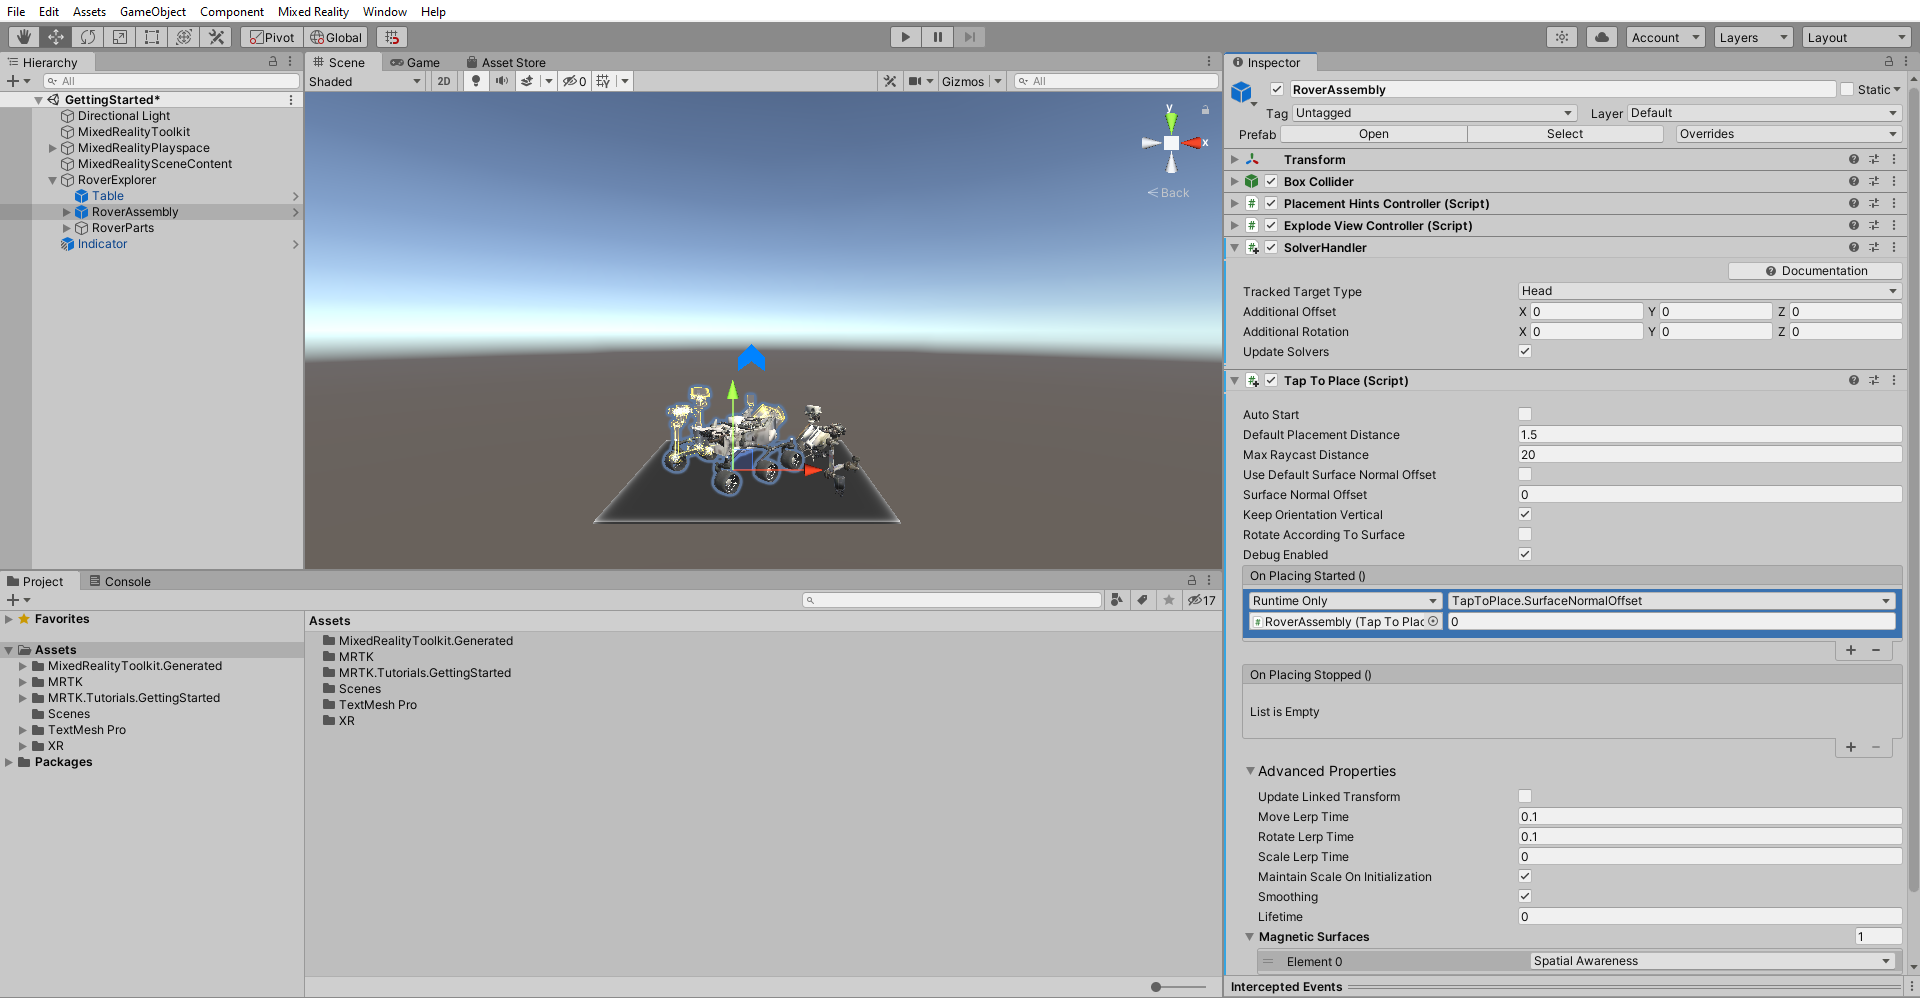 File Edit Assets GameObject Component Mixed Reality Window Help
Pivot Global Account Layers Layout
Hierarchy
All
GettingStarted*
Directional Light
MixedRealityToolkit
MixedRealityPlayspace
MixedRealitySceneContent
RoverExplorer
Table
RoverAssembly
RoverParts
Indicator
Scene Game Asset Store
Shaded 2D 0 Gizmos All
y
x
Back
Project Console
17
Favorites
Assets
MixedRealityToolkit.Generated
MRTK
MRTK.Tutorials.GettingStarted
Scenes
TextMesh Pro
XR
Packages
Assets
MixedRealityToolkit.Generated
MRTK
MRTK.Tutorials.GettingStarted
Scenes
TextMesh Pro
XR
Inspector
RoverAssembly Static
Tag Untagged Layer Default
Prefab Open Select Overrides
Transform
Box Collider
Placement Hints Controller (Script)
Explode View Controller (Script)
SolverHandler
Documentation
Tracked Target Type Head
Additional Offset X 0 Y 0 Z 0
Additional Rotation X 0 Y 0 Z 0
Update Solvers
Tap To Place (Script)
Auto Start
Default Placement Distance 1.5
Max Raycast Distance 20
Use Default Surface Normal Offset
Surface Normal Offset 0
Keep Orientation Vertical
Rotate According To Surface
Debug Enabled
On Placing Started ()
Runtime Only TapToPlace.SurfaceNormalOffset
RoverAssembly (Tap To Plac 0
+ −
On Placing Stopped ()
List is Empty
+ −
Advanced Properties
Update Linked Transform
Move Lerp Time 0.1
Rotate Lerp Time 0.1
Scale Lerp Time 0
Maintain Scale On Initialization
Smoothing
Lifetime 0
Magnetic Surfaces 1
Element 0 Spatial Awareness
Intercepted Events